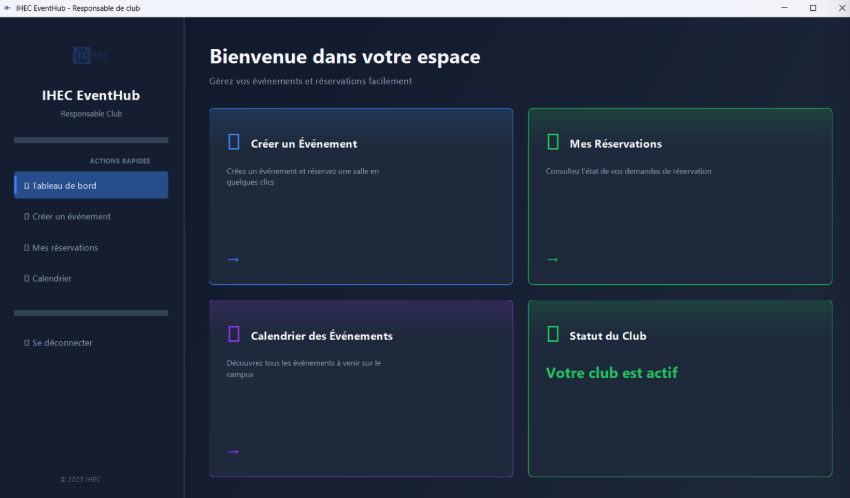 IHEC EventHub - Responsable de club
IHEC EventHub
Responsable Club
ACTIONS RAPIDES
Tableau de bord
Créer un événement
Mes réservations
Calendrier
Se déconnecter
© 2025 IHEC
Bienvenue dans votre espace
Gérez vos événements et réservations facilement
Créer un Événement
Créez un événement et réservez une salle en
quelques clics
→
Mes Réservations
Consultez l'état de vos demandes de réservation
→
Calendrier des Événements
Découvrez tous les événements à venir sur le
campus
→
Statut du Club
Votre club est actif